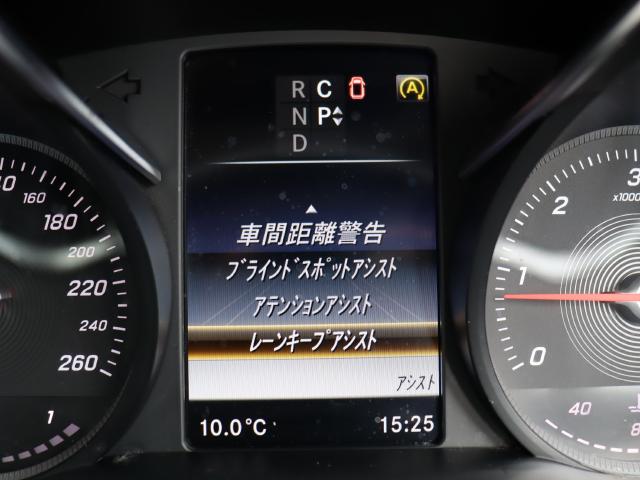 R C
N P
D
A
車間距離警告
ブラインドスポットアシスト
アテンションアシスト
レーンキープアシスト
アシスト
10.0°C 15:25
160
180
200
220
240
260
1
3
x1000
2
1
0
40